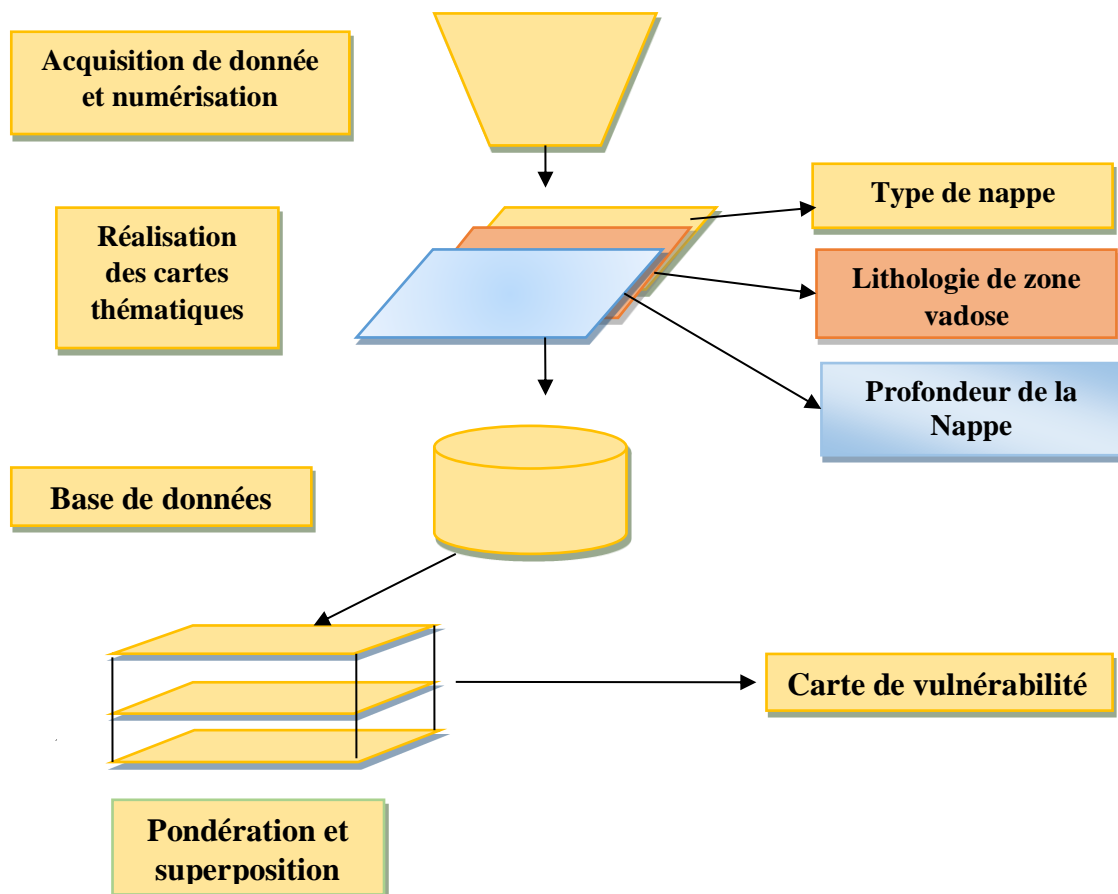 Acquisition de donnée
et numérisation
Type de nappe
Réalisation
des cartes
thématiques
Lithologie de zone
vadose
Profondeur de la
Nappe
Base de données
Carte de vulnérabilité
Pondération et
superposition